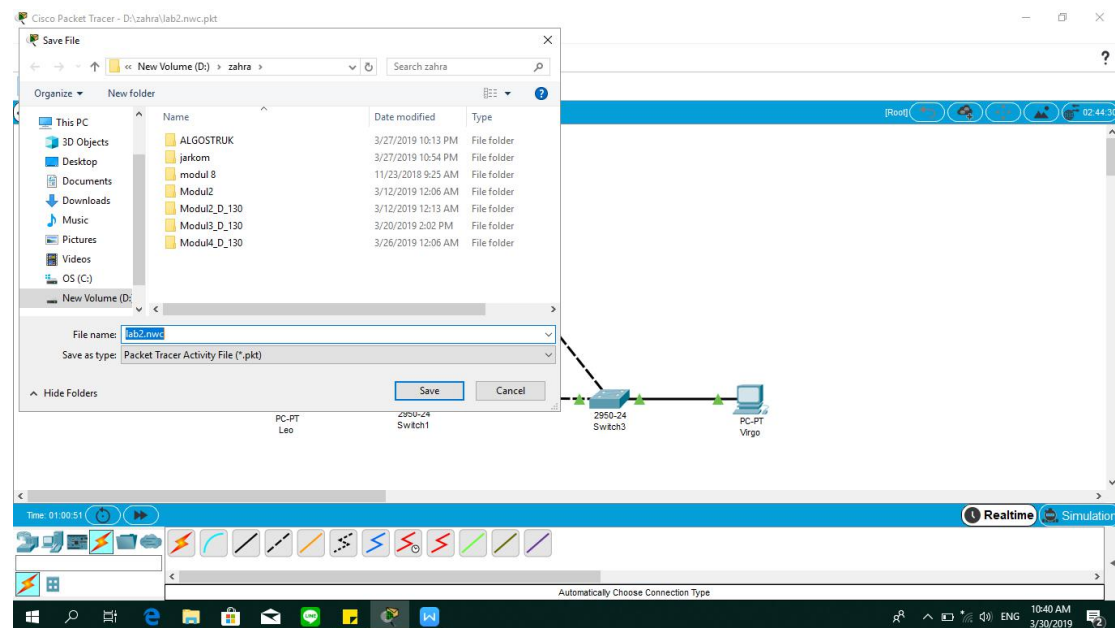 Cisco Packet Tracer - D:\zahra\lab2.nwc.pkt
Save File
« New Volume (D:) › zahra ›
Search zahra
?
Organize
New folder
?
[Root]
02:44:30
Name
Date modified
Type
This PC
3D Objects
Desktop
Documents
Downloads
Music
Pictures
Videos
OS (C:)
New Volume (D:
ALGOSTRUK 3/27/2019 10:13 PM File folder
jarkom 3/27/2019 10:54 PM File folder
modul 8 11/23/2018 9:25 AM File folder
Modul2 3/12/2019 12:06 AM File folder
Modul2_D_130 3/12/2019 12:13 AM File folder
Modul3_D_130 3/20/2019 2:02 PM File folder
Modul4_D_130 3/26/2019 12:06 AM File folder
File name: lab2.nwc
Save as type: Packet Tracer Activity File (*.pkt)
Hide Folders
Save
Cancel
PC-PT
Leo
2950-24
Switch1
2950-24
Switch3
PC-PT
Virgo
Time: 01:00:51
Realtime
Simulation
Automatically Choose Connection Type
ENG
10:40 AM
3/30/2019
2